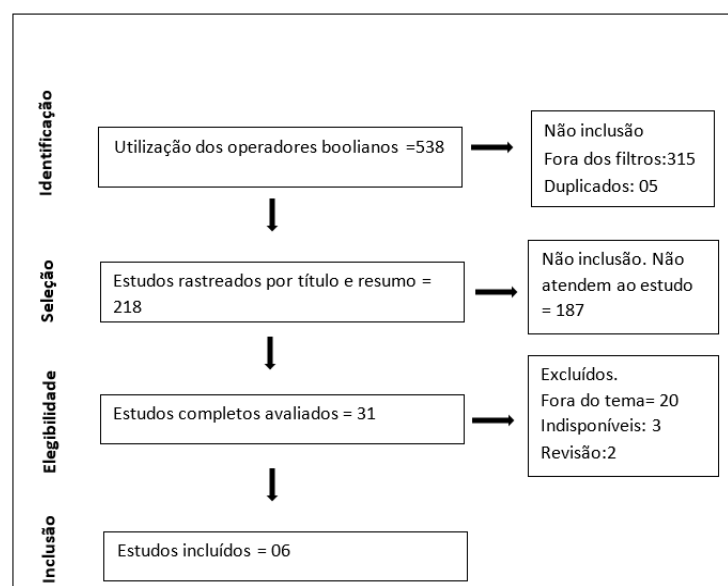 Identificação
Utilização dos operadores boolianos =538
Não inclusão
Fora dos filtros:315
Duplicados: 05
Seleção
Estudos rastreados por título e resumo =
218
Não inclusão. Não
atendem ao estudo
= 187
Elegibilidade
Estudos completos avaliados = 31
Excluídos.
Fora do tema= 20
Indisponíveis: 3
Revisão:2
Inclusão
Estudos incluídos = 06